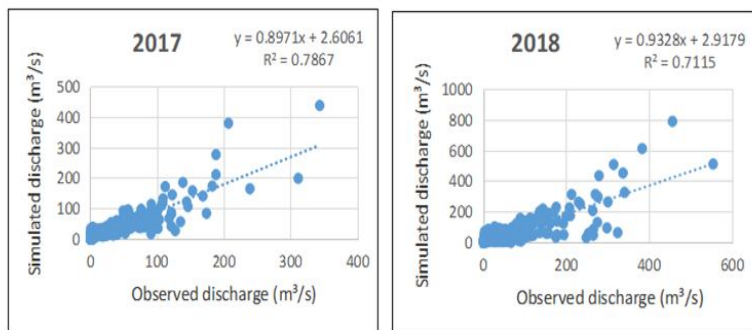 2017
y = 0.8971x + 2.6061
R² = 0.7867
Simulated discharge (m³/s)
500
400
300
200
100
0
0 100 200 300 400
Observed discharge (m³/s)
2018
y = 0.9328x + 2.9179
R² = 0.7115
Simulated discharge (m³/s)
1000
800
600
400
200
0
0 200 400 600
Observed discharge (m³/s)